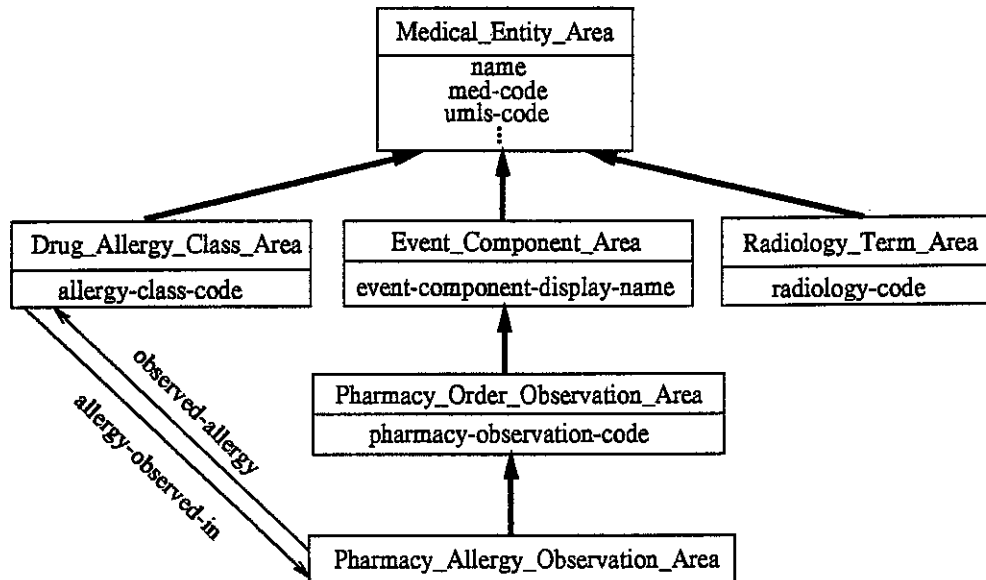 Medical_Entity_Area
name
med-code
umls-code
Drug_Allergy_Class_Area
allergy-class-code
Event_Component_Area
event-component-display-name
Radiology_Term_Area
radiology-code
observed-allergy
allergy-observed-in
Pharmacy_Order_Observation_Area
pharmacy-observation-code
Pharmacy_Allergy_Observation_Area